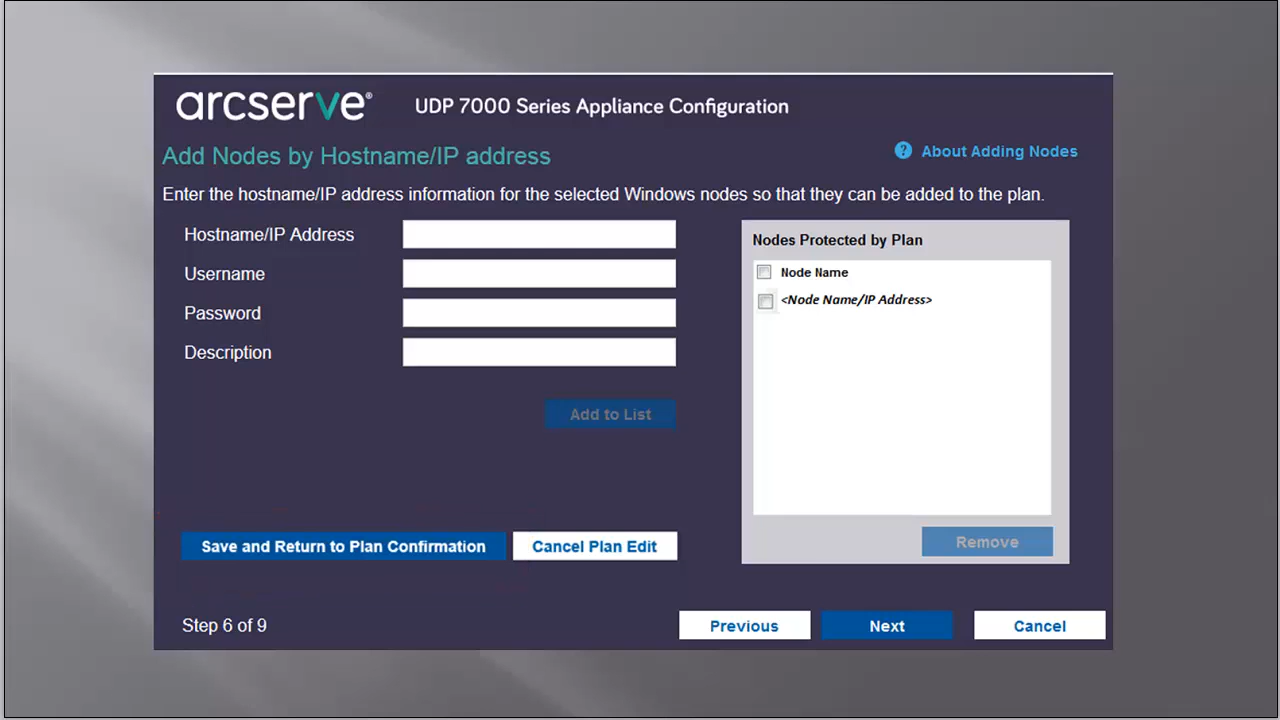 arcserve®
UDP 7000 Series Appliance Configuration
Add Nodes by Hostname/IP address
? About Adding Nodes
Enter the hostname/IP address information for the selected Windows nodes so that they can be added to the plan.
Hostname/IP Address
Username
Password
Description
Add to List
Nodes Protected by Plan
Node Name
<Node Name/IP Address>
Remove
Save and Return to Plan Confirmation
Cancel Plan Edit
Step 6 of 9
Previous
Next
Cancel